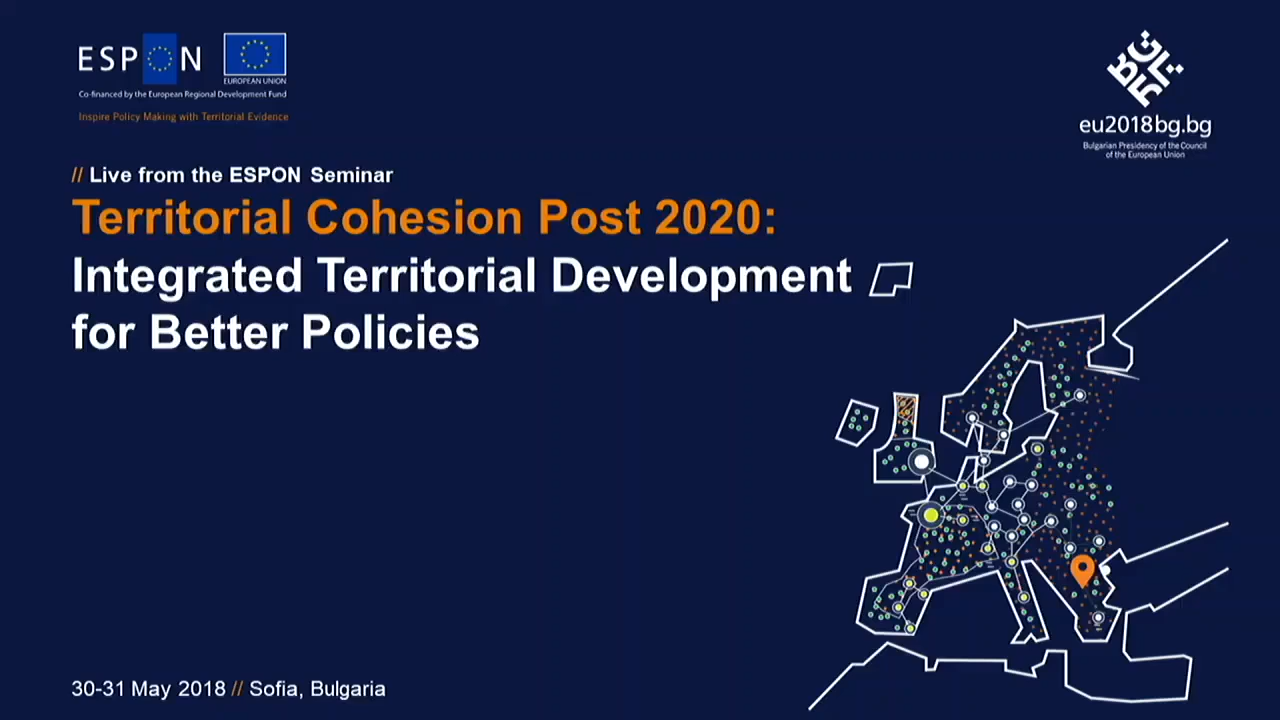 ESPON
EUROPEAN UNION
Co-financed by the European Regional Development Fund
Inspire Policy Making with Territorial Evidence
eu2018bg.bg
Bulgarian Presidency of the Council
of the European Union
// Live from the ESPON Seminar
Territorial Cohesion Post 2020:
Integrated Territorial Development
for Better Policies
30-31 May 2018 // Sofia, Bulgaria